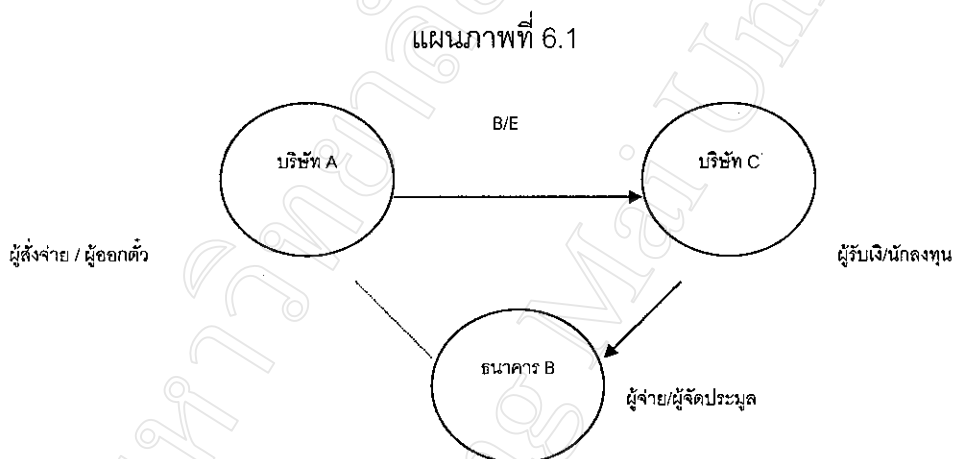 แผนภาพที่ 6.1
B/E
บริษัท A
บริษัท C
ผู้สั่งจ่าย / ผู้ออกตั๋ว
ผู้รับเงิ/นักลงทุน
ธนาคาร B
ผู้จ่าย/ผู้จัดประมูล